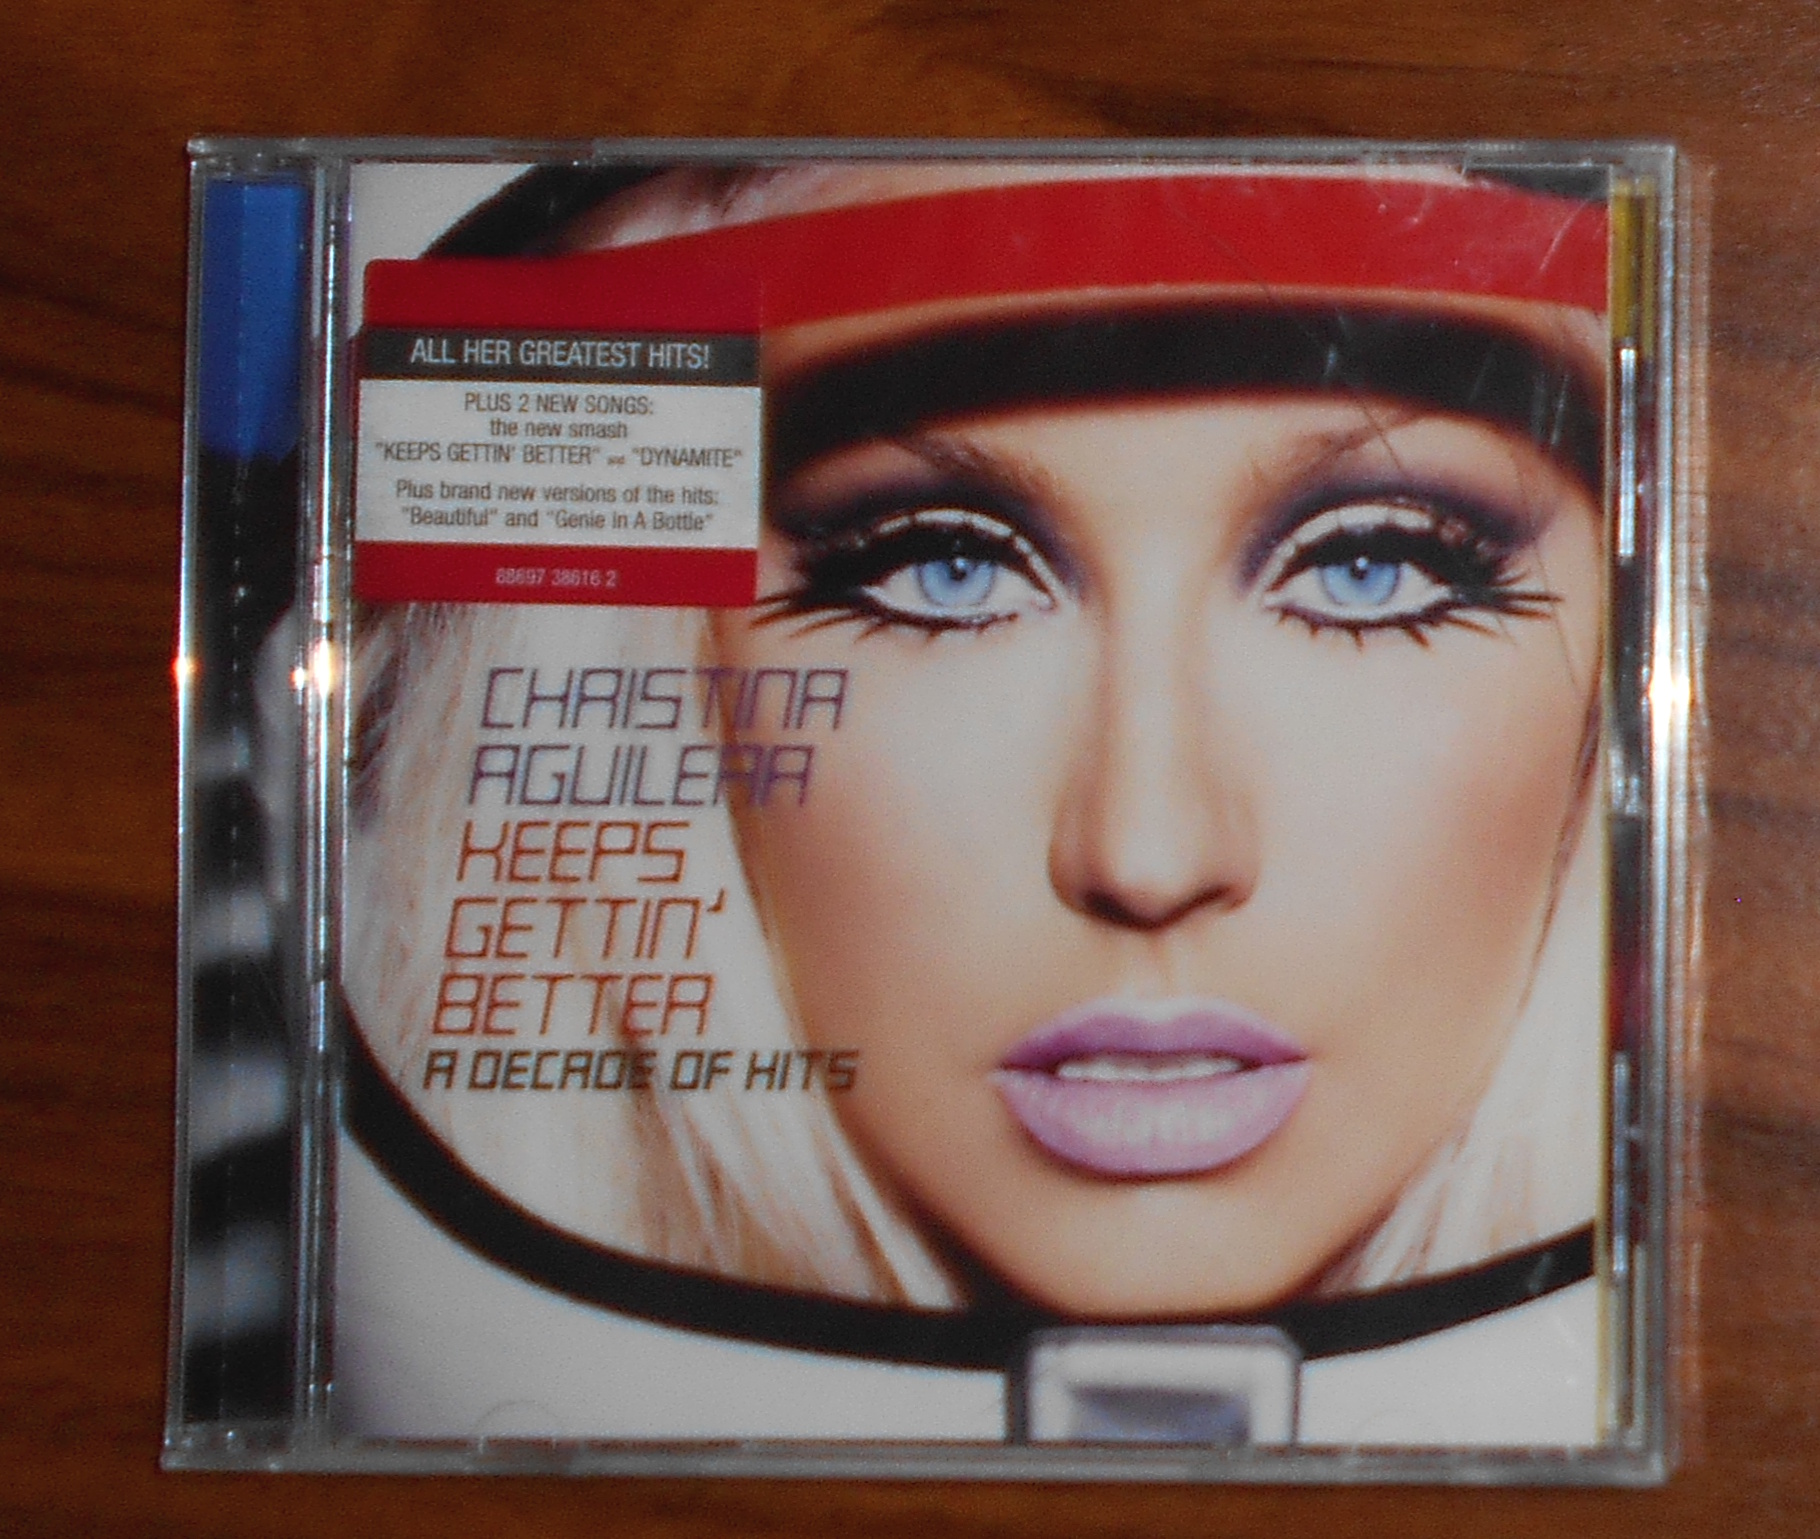 ALL HER GREATEST HITS!
PLUS 2 NEW SONGS:
the new smash
"KEEPS GETTIN' BETTER" and "DYNAMITE"
Plus brand new versions of the hits:
"Beautiful" and "Genie In A Bottle"
88697 38616 2
CHRISTINA
AGUILERA
KEEPS
GETTIN'
BETTER
A DECADE OF HITS